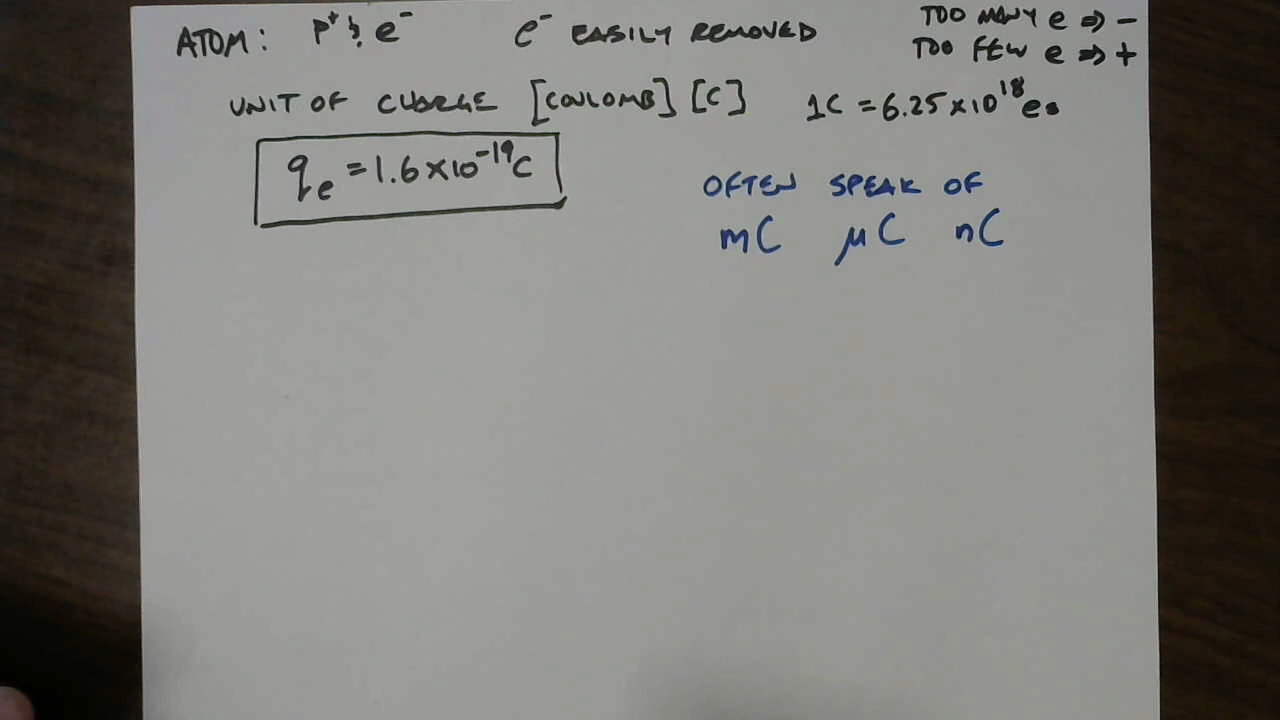 ATOM: p⁺ & e⁻ e⁻ EASILY REMOVED
TOO MANY e ⇒ −
TOO FEW e ⇒ +
UNIT OF CHARGE [COULOMB] [C] 1C = 6.25×10¹⁸ es
qₑ = 1.6×10⁻¹⁹C
OFTEN SPEAK OF
mC μC nC